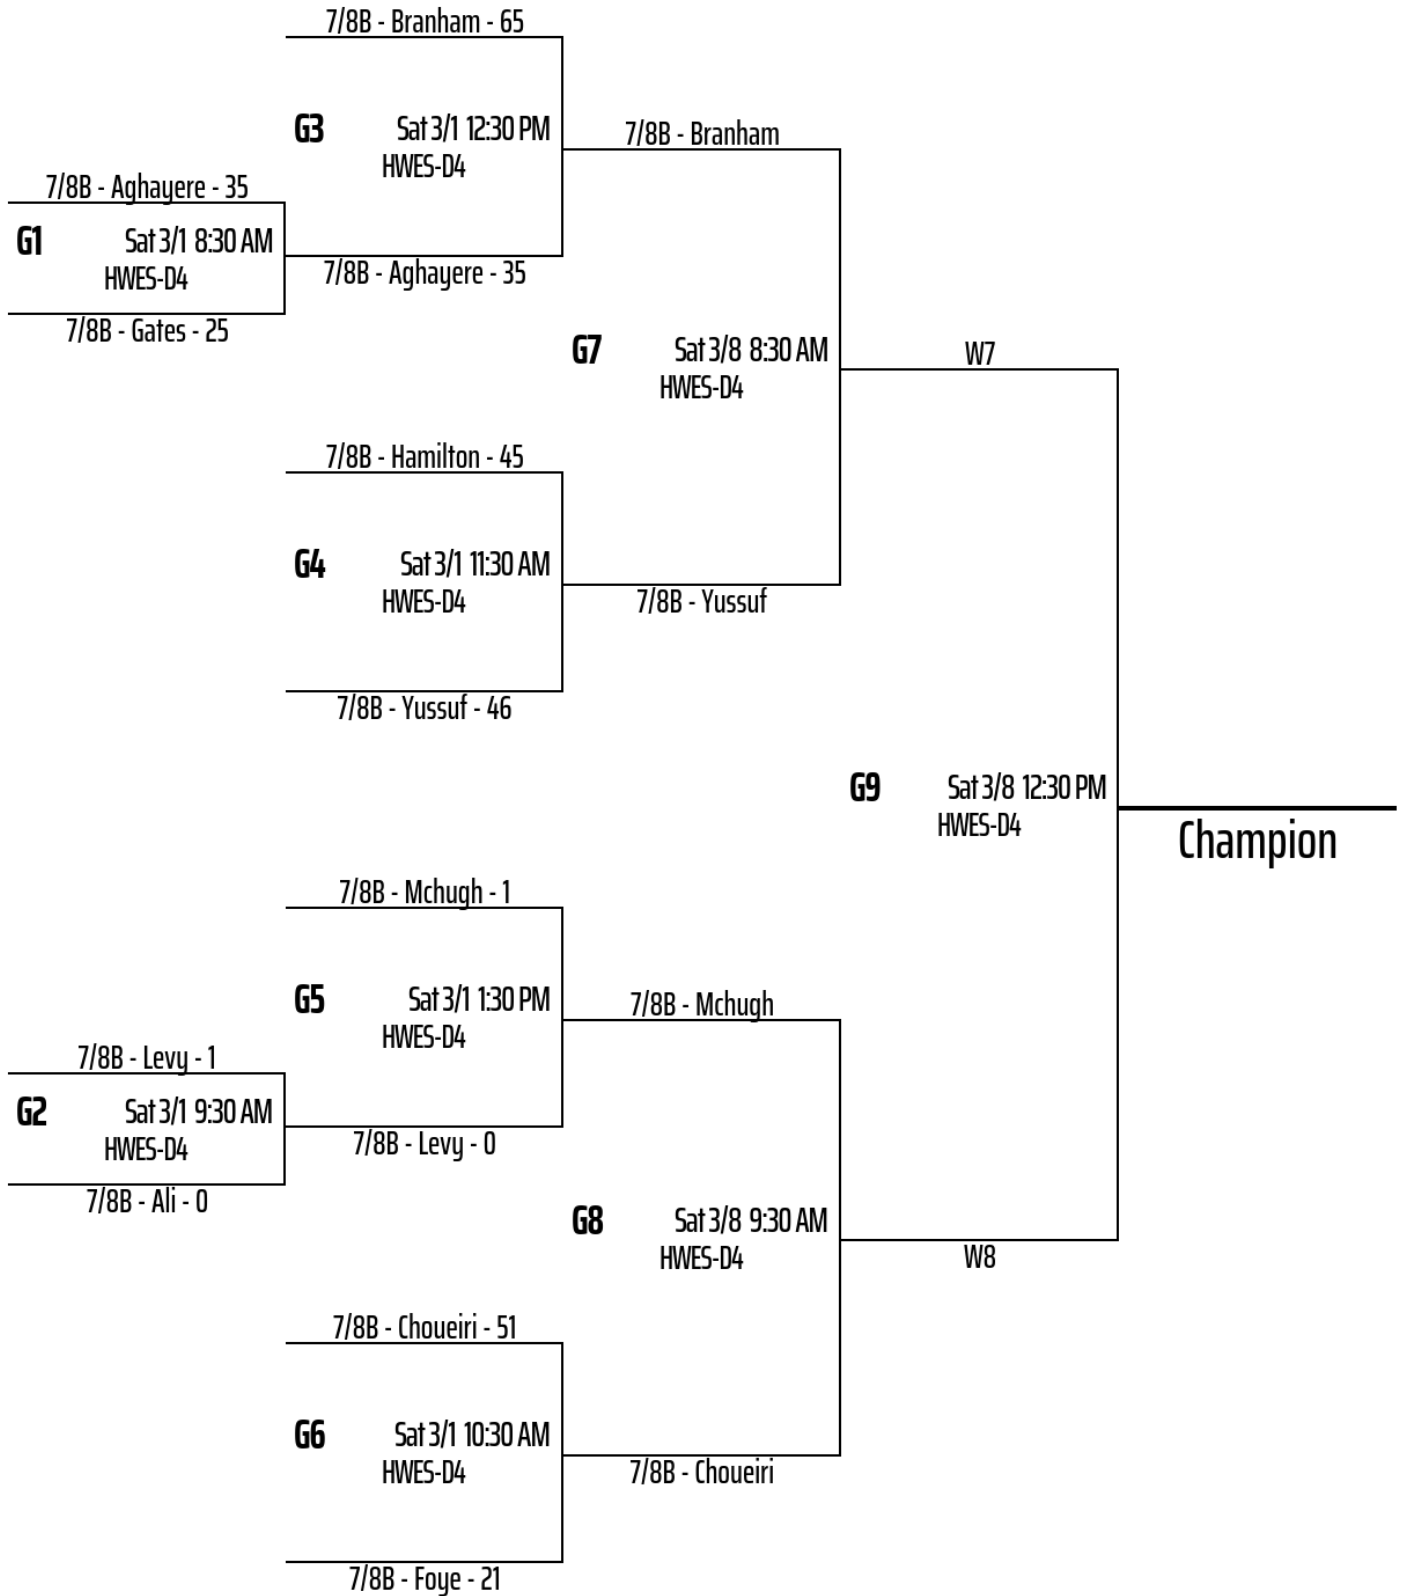 7/8B - Branham - 65
G3 Sat 3/1 12:30 PM
HWES-D4
7/8B - Branham
7/8B - Aghayere - 35
G1 Sat 3/1 8:30 AM
HWES-D4
7/8B - Aghayere - 35
7/8B - Gates - 25
G7 Sat 3/8 8:30 AM
HWES-D4
W7
7/8B - Hamilton - 45
G4 Sat 3/1 11:30 AM
HWES-D4
7/8B - Yussuf
7/8B - Yussuf - 46
G9 Sat 3/8 12:30 PM
HWES-D4
Champion
7/8B - Mchugh - 1
G5 Sat 3/1 1:30 PM
HWES-D4
7/8B - Mchugh
7/8B - Levy - 1
G2 Sat 3/1 9:30 AM
HWES-D4
7/8B - Levy - 0
7/8B - Ali - 0
G8 Sat 3/8 9:30 AM
HWES-D4
W8
7/8B - Choueiri - 51
G6 Sat 3/1 10:30 AM
HWES-D4
7/8B - Choueiri
7/8B - Foye - 21